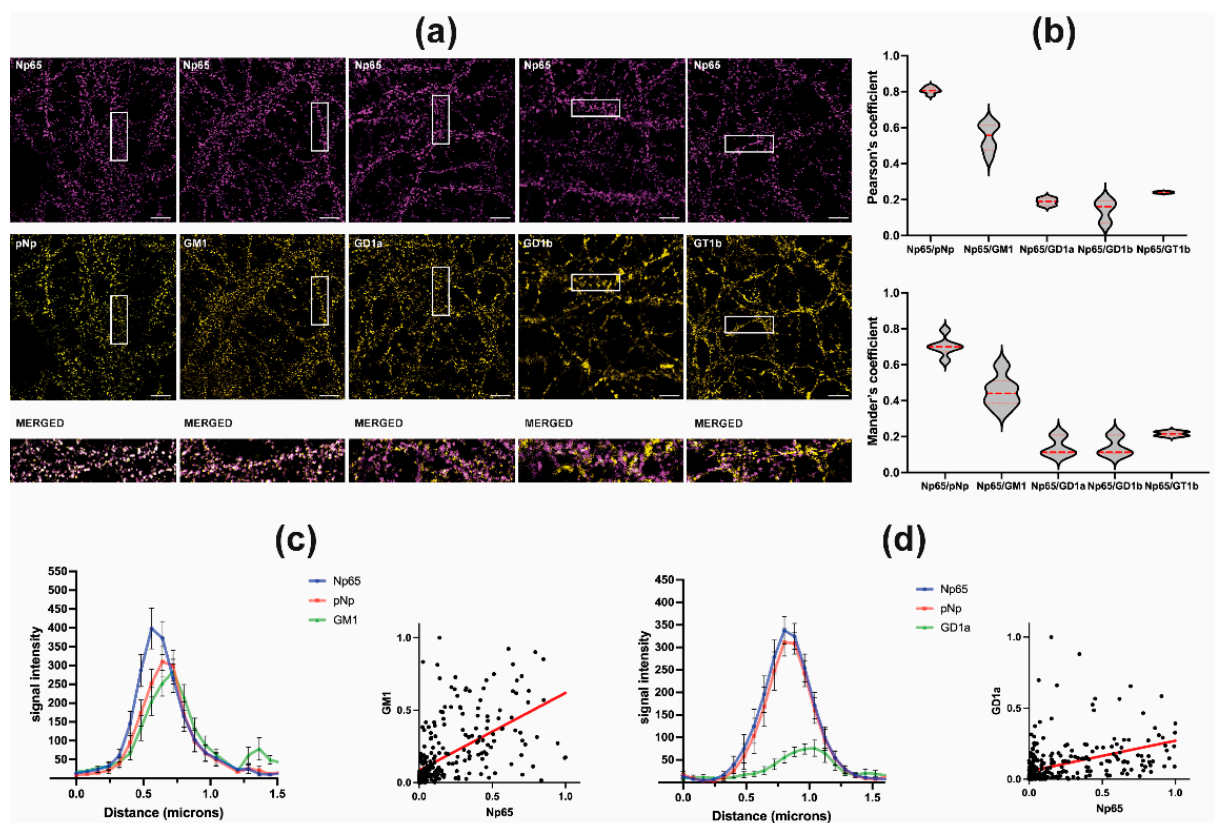 (a)
Np65 Np65 Np65 Np65 Np65
pNp GM1 GD1a GD1b GT1b
MERGED MERGED MERGED MERGED MERGED
(b)
Pearson's coefficient
1.0
0.8
0.6
0.4
0.2
0.0
Np65/pNp Np65/GM1 Np65/GD1a Np65/GD1b Np65/GT1b
Mander's coefficient
1.0
0.8
0.6
0.4
0.2
0.0
Np65/pNp Np65/GM1 Np65/GD1a Np65/GD1b Np65/GT1b
(c)
signal intensity
550
500
450
400
350
300
250
200
150
100
50
0.0 0.5 1.0 1.5
Distance (microns)
Np65
pNp
GM1
GM1
1.0
0.5
0.0
0.0 0.5 1.0
Np65
(d)
signal intensity
450
400
350
300
250
200
150
100
50
0.0 0.5 1.0 1.5
Distance (microns)
Np65
pNp
GD1a
GD1a
1.0
0.5
0.0
0.0 0.5 1.0
Np65